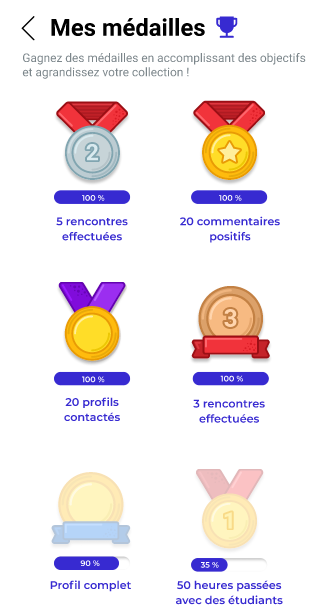 Mes médailles
Gagnez des médailles en accomplissant des objectifs
et agrandissez votre collection !
2
100 %
5 rencontres
effectuées
100 %
20 commentaires
positifs
100 %
20 profils
contactés
3
100 %
3 rencontres
effectuées
90 %
Profil complet
1
35 %
50 heures passées
avec des étudiants